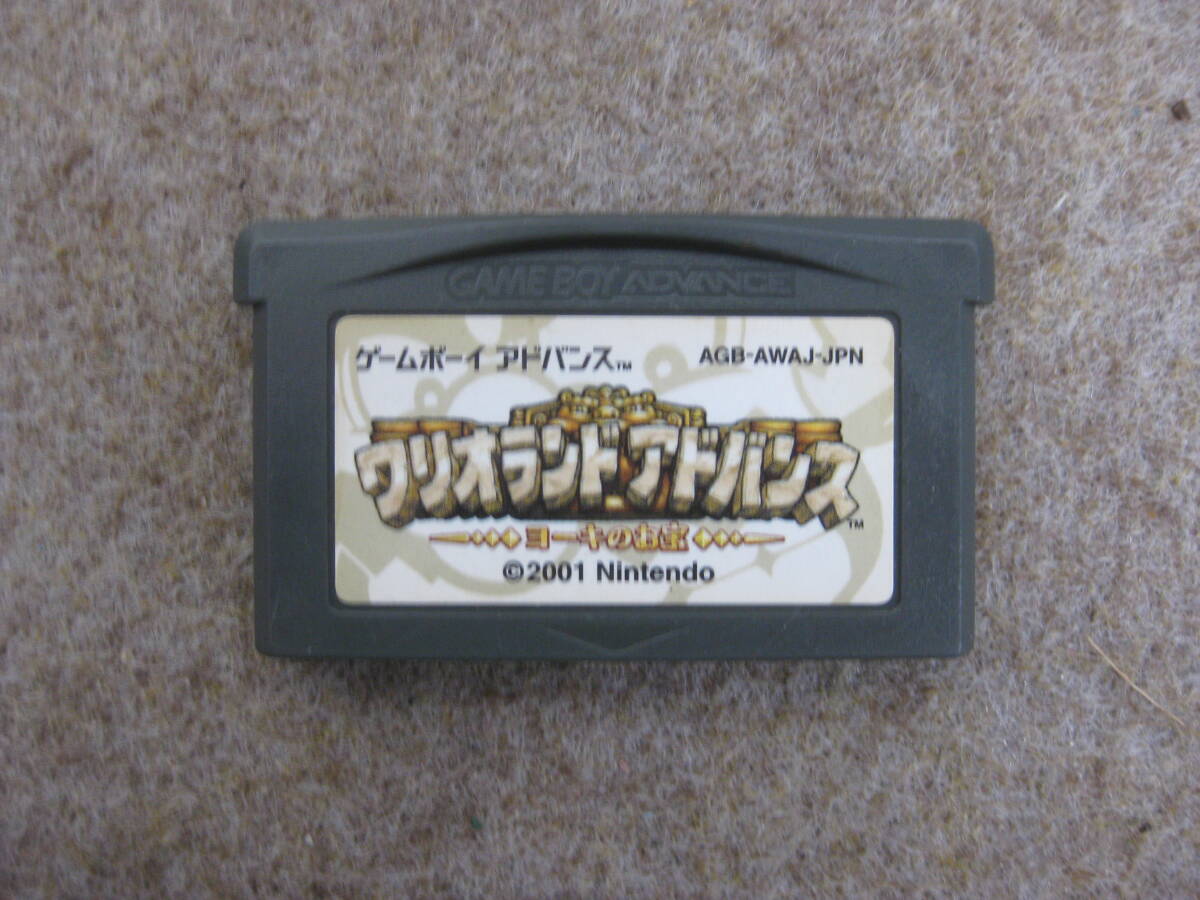 GAME BOY ADVANCE
ゲームボーイ アドバンス™ AGB-AWAJ-JPN
ワリオランドアドバンス™
ヨーキのお宝
©2001 Nintendo